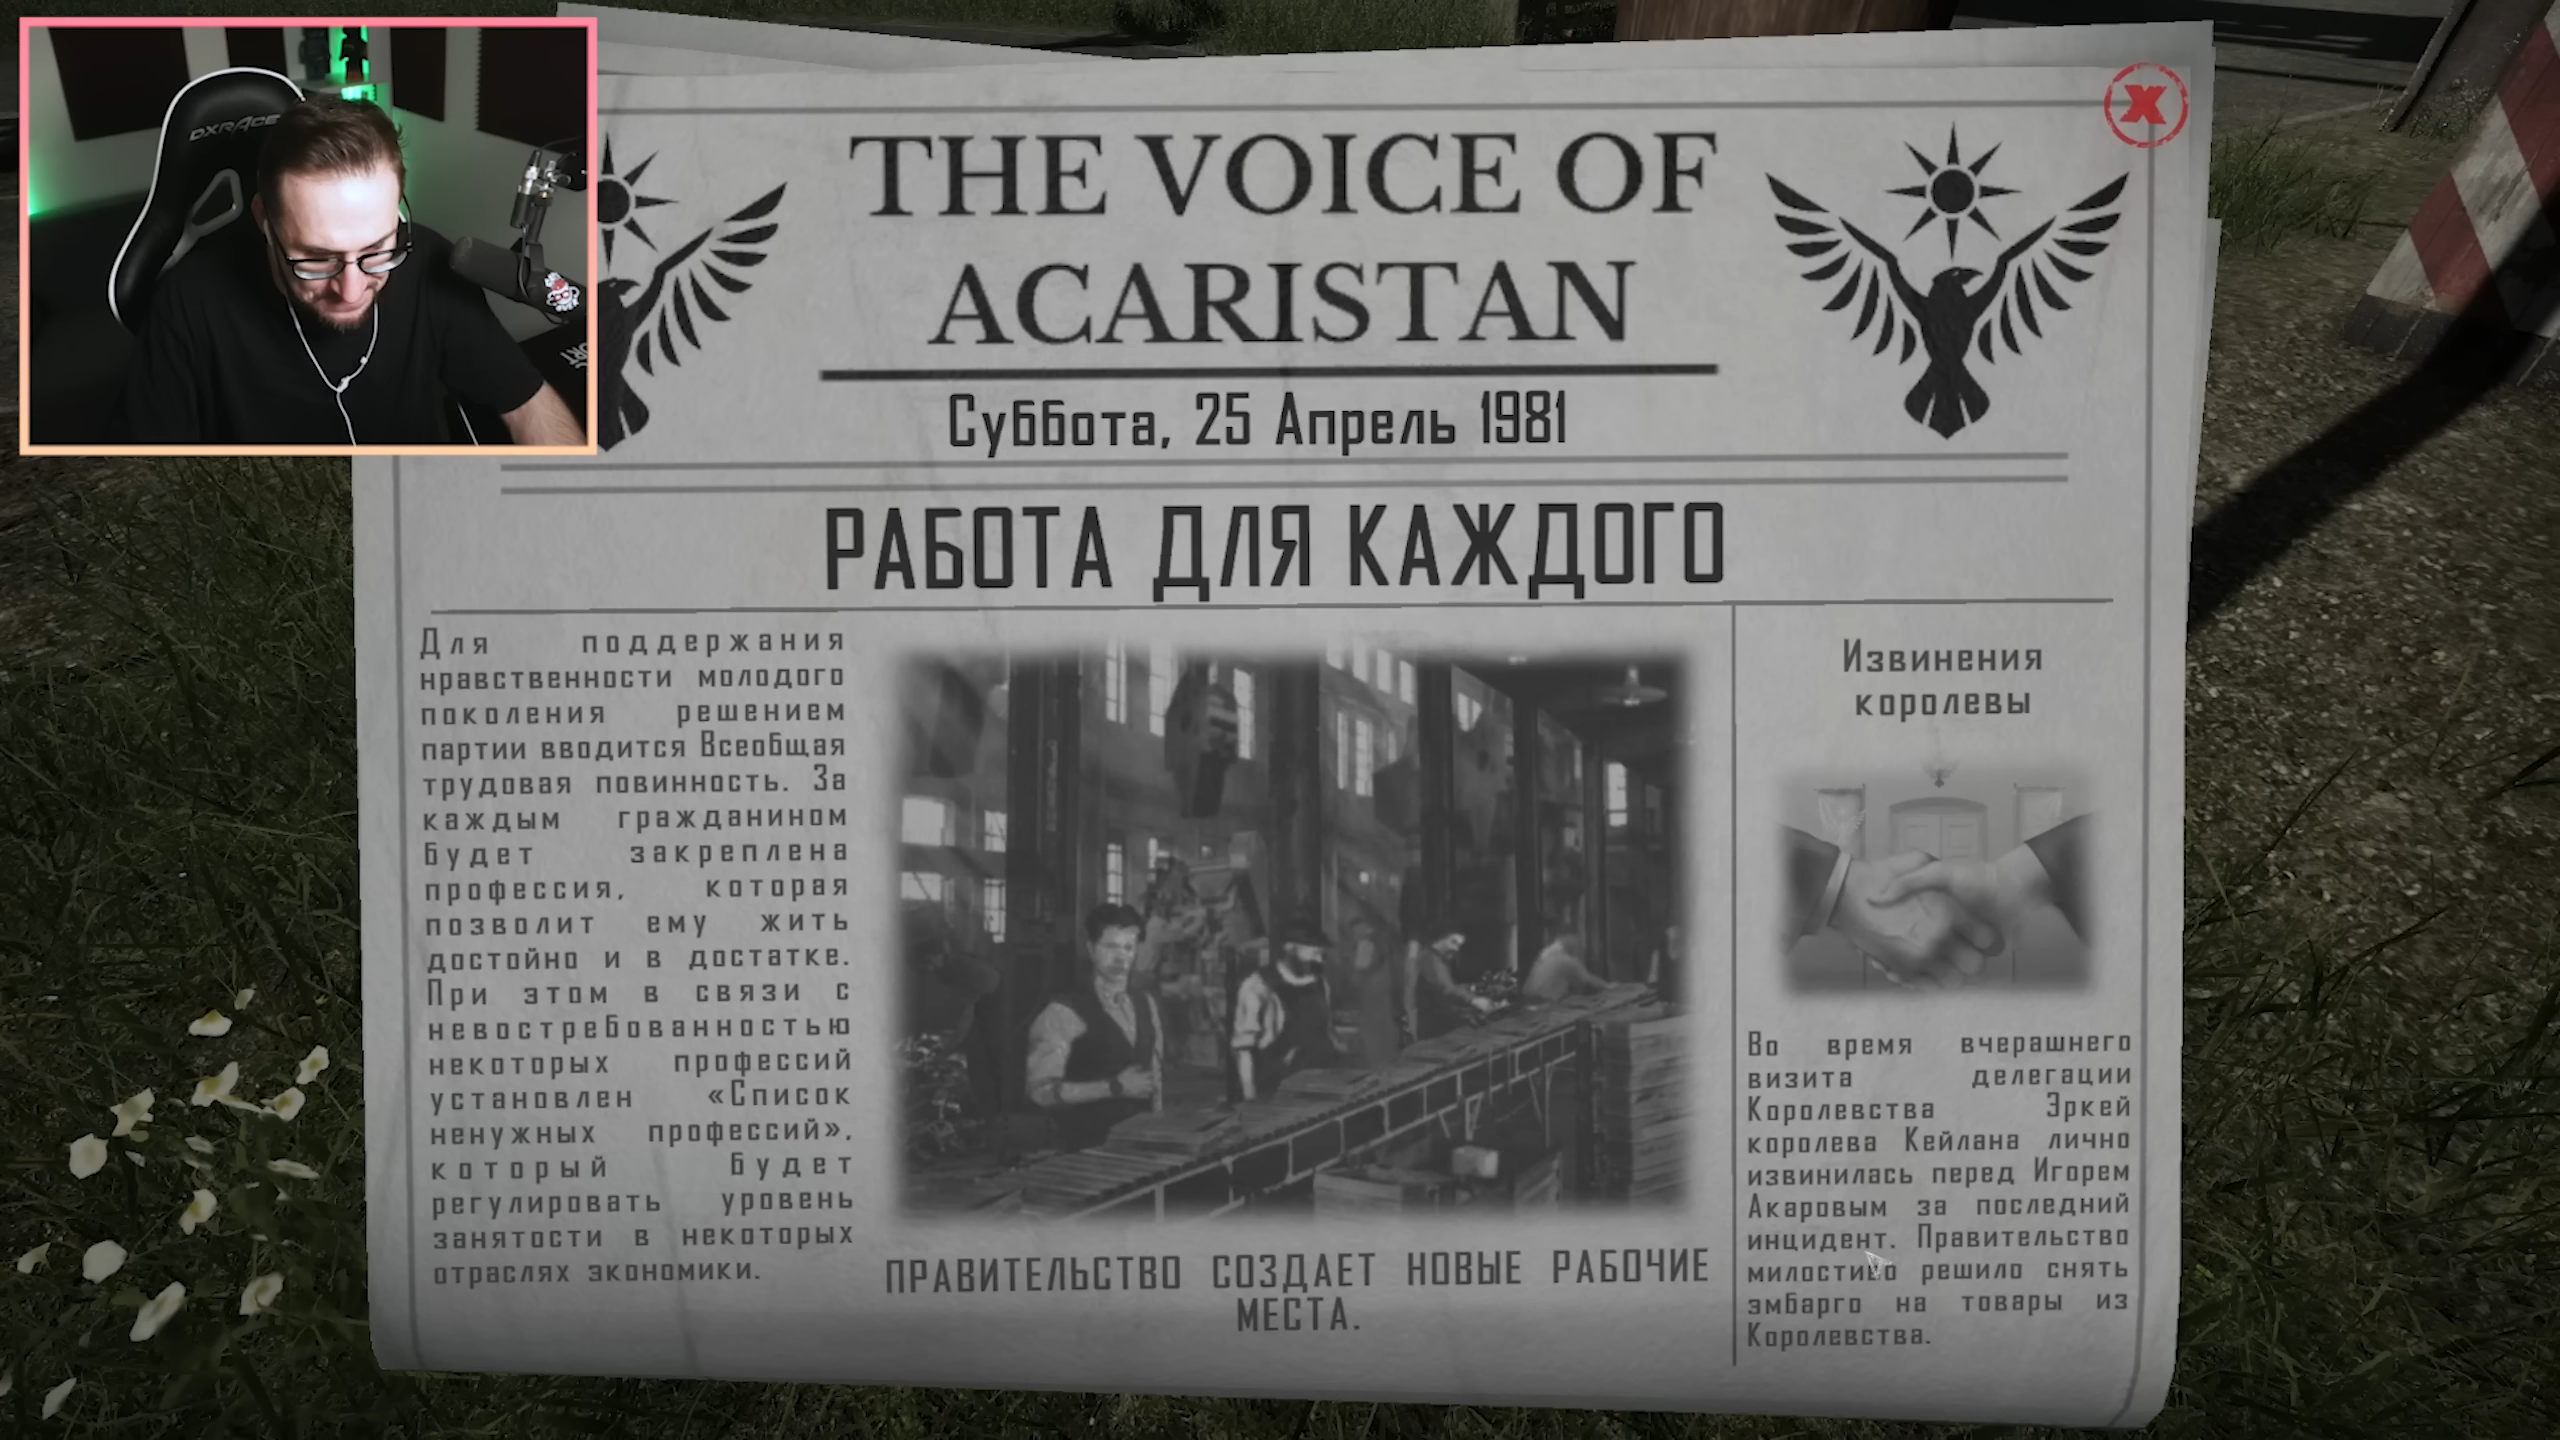 DXRACE
THE VOICE OF
ACARISTAN
Суббота, 25 Апрель 1981
РАБОТА ДЛЯ КАЖДОГО
Для поддержания
нравственности молодого
поколения решением
партии вводится Всеобщая
трудовая повинность. За
каждым гражданином
будет закреплена
профессия, которая
позволит ему жить
достойно и в достатке.
При этом в связи с
невостребованностью
некоторых профессий
установлен «Список
ненужных профессий»,
который будет
регулировать уровень
занятости в некоторых
отраслях экономики.
ПРАВИТЕЛЬСТВО СОЗДАЕТ НОВЫЕ РАБОЧИЕ
МЕСТА.
Извинения
королевы
Во время вчерашнего
визита делегации
Королевства Эркей
королева Кейлана лично
извинилась перед Игорем
Акаровым за последний
инцидент. Правительство
милостиво решило снять
эмбарго на товары из
Королевства.